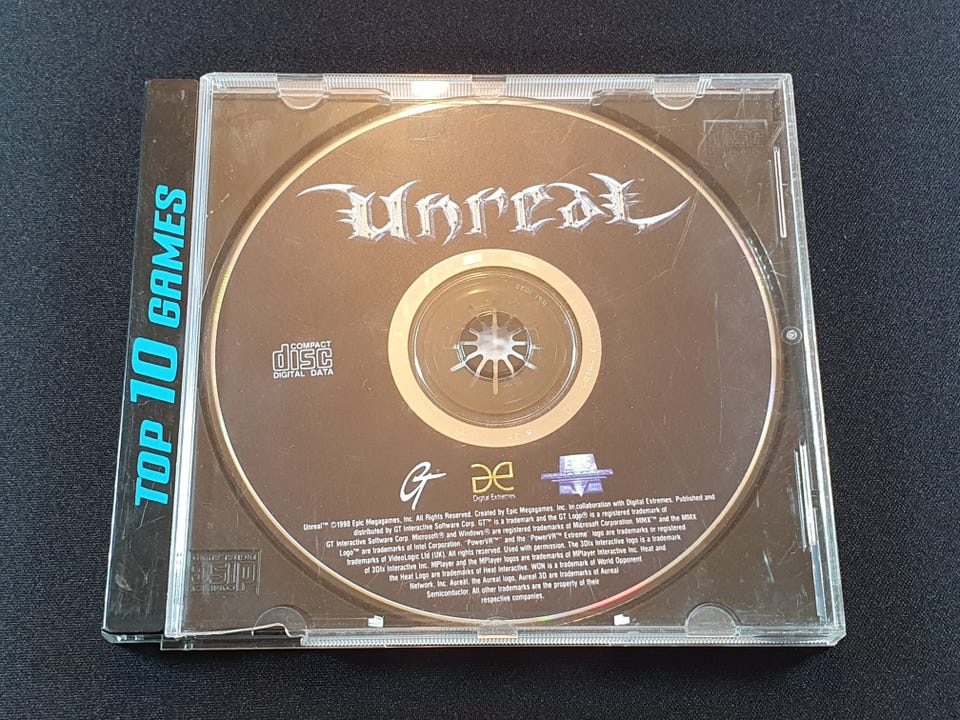 TOP 10 GAMES
Unreal
COMPACT
disc
DIGITAL DATA
GT
Digital Extremes
Unreal™ ©1998 Epic Megagames, Inc. All Rights Reserved. Created by Epic Megagames, Inc. In collaboration with Digital Extremes. Published and
distributed by GT Interactive Software Corp. GT™ is a trademark and the GT Logo® is a registered trademark of
GT Interactive Software Corp. Microsoft® and Windows® are registered trademarks of Microsoft Corporation. MMX™ and the MMX
Logo™ are trademarks of Intel Corporation. "PowerVR™" and the "PowerVR™ Extreme" logo are trademarks or registered
trademarks of VideoLogic Ltd (UK). All rights reserved. Used with permission. The 3Dfx Interactive logo is a trademark
of 3Dfx Interactive Inc. MPlayer and the MPlayer logos are trademarks of MPlayer Interactive Inc. Heat and
the Heat Logo are trademarks of Heat Interactive. WON is a trademark of World Opponent
Network, Inc. Aureal, the Aureal logo, Aureal 3D are trademarks of Aureal
Semiconductor. All other trademarks are the property of their
respective companies.
disc
disc